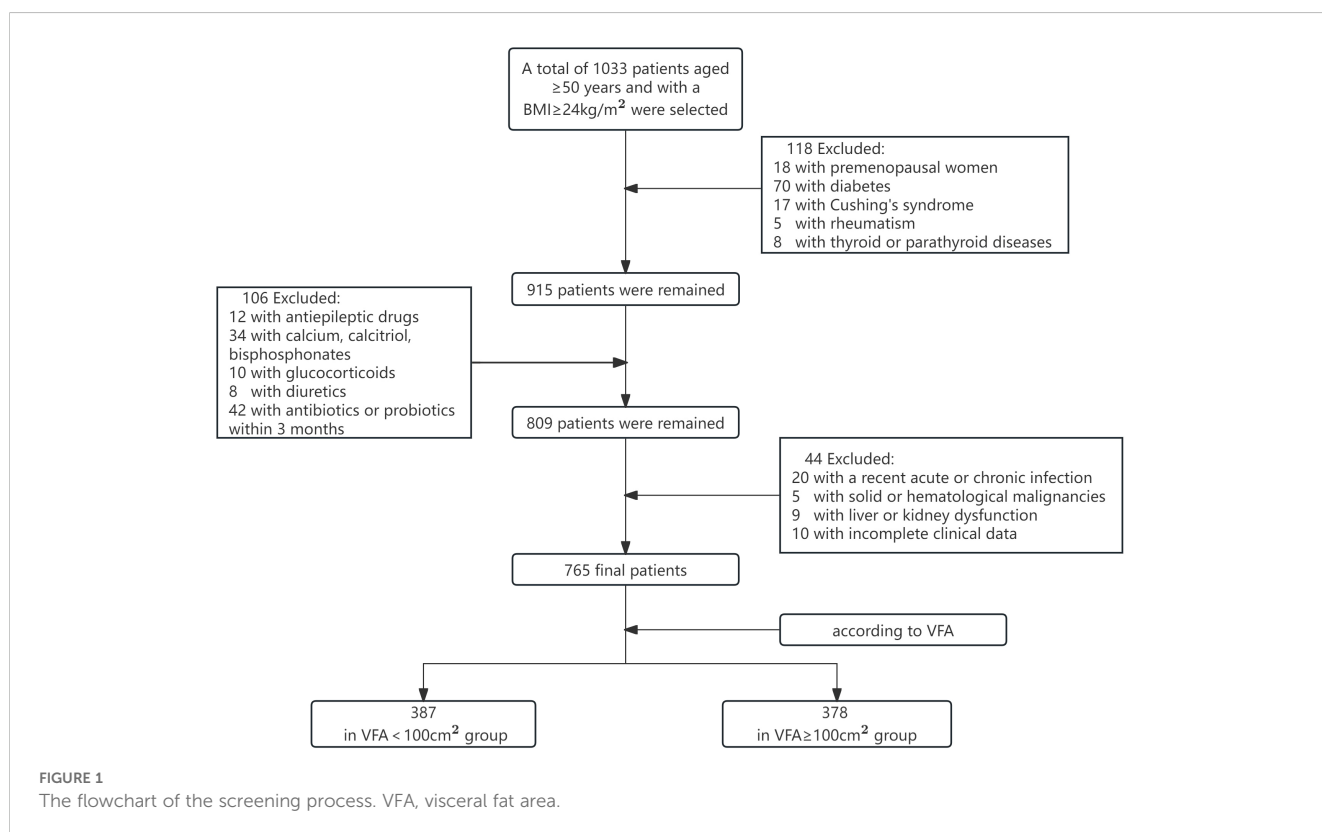 A total of 1033 patients aged
≥50 years and with a
BMI≥24kg/m² were selected
118 Excluded:
18 with premenopausal women
70 with diabetes
17 with Cushing's syndrome
5 with rheumatism
8 with thyroid or parathyroid diseases
915 patients were remained
106 Excluded:
12 with antiepileptic drugs
34 with calcium, calcitriol,
bisphosphonates
10 with glucocorticoids
8 with diuretics
42 with antibiotics or probiotics
within 3 months
809 patients were remained
44 Excluded:
20 with a recent acute or chronic infection
5 with solid or hematological malignancies
9 with liver or kidney dysfunction
10 with incomplete clinical data
765 final patients
according to VFA
387
in VFA < 100cm² group
378
in VFA≥100cm² group
FIGURE 1
The flowchart of the screening process. VFA, visceral fat area.